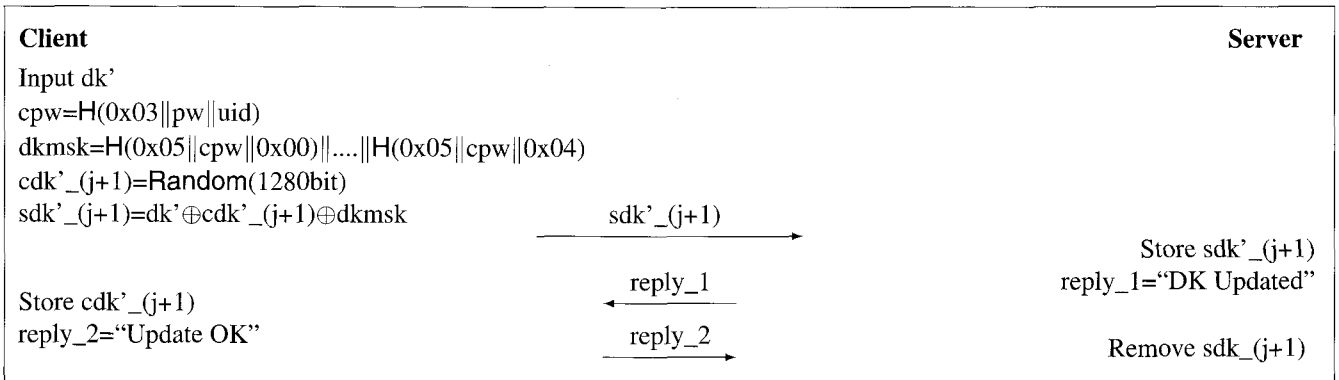 Client Server
Input dk’
cpw=H(0x03||pw||uid)
dkmsk=H(0x05||cpw||0x00)||....||H(0x05||cpw||0x04)
cdk’_(j+1)=Random(1280bit)
sdk’_(j+1)=dk’⊕cdk’_(j+1)⊕dkmsk sdk’_(j+1)
Store sdk’_(j+1)
reply_1 reply_1=“DK Updated”
Store cdk’_(j+1)
reply_2=“Update OK” reply_2
Remove sdk_(j+1)